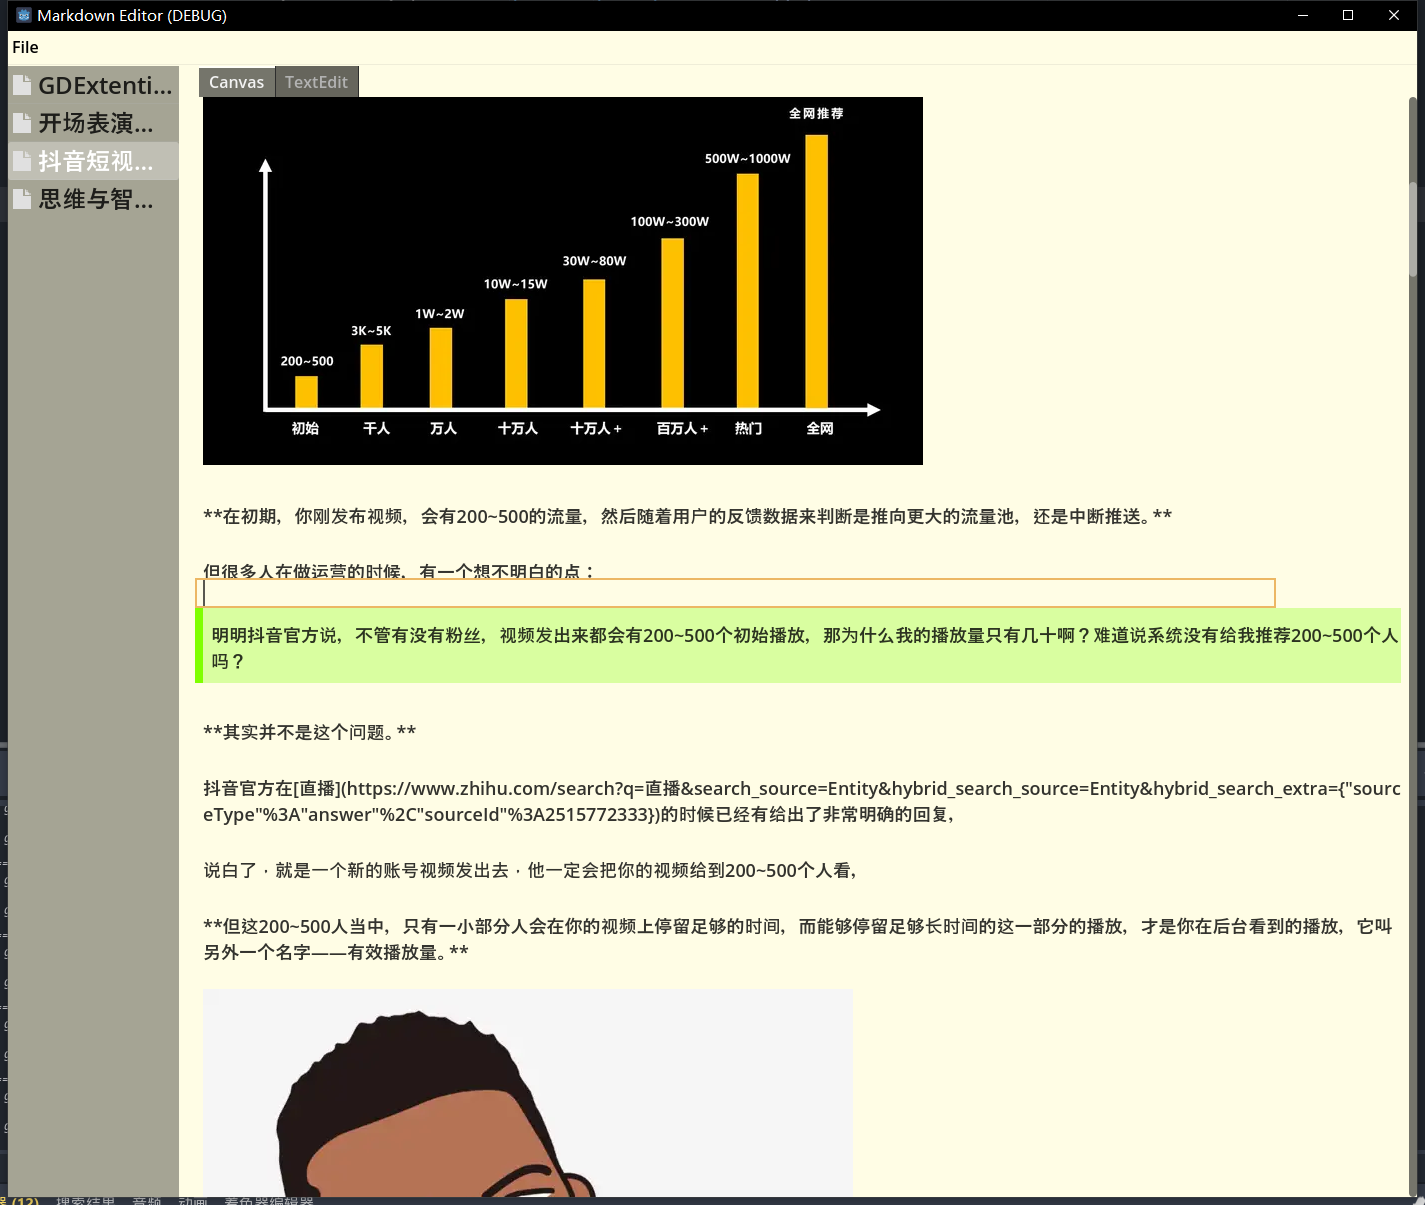 Markdown Editor (DEBUG)
File
GDExtenti...
开场表演...
抖音短视...
思维与智...
Canvas
TextEdit
全网推荐
500W~1000W
100W~300W
30W~80W
10W~15W
1W~2W
3K~5K
200~500
初始
千人
万人
十万人
十万人 +
百万人 +
热门
全网
**在初期，你刚发布视频，会有200~500的流量，然后随着用户的反馈数据来判断是推向更大的流量池，还是中断推送。**
但很多人在做运营的时候，有一个想不明白的点：
明明抖音官方说，不管有没有粉丝，视频发出来都会有200~500个初始播放，那为什么我的播放量只有几十啊？难道说系统没有给我推荐200~500个人
吗？
**其实并不是这个问题。**
抖音官方在[直播](https://www.zhihu.com/search?q=直播&search_source=Entity&hybrid_search_source=Entity&hybrid_search_extra={"sourc
eType"%3A"answer"%2C"sourceId"%3A2515772333})的时候已经有给出了非常明确的回复，
说白了·就是一个新的账号视频发出去·他一定会把你的视频给到200~500个人看，
**但这200~500人当中，只有一小部分人会在你的视频上停留足够的时间，而能够停留足够长时间的这一部分的播放，才是你在后台看到的播放，它叫
另外一个名字——有效播放量。**
器 (12)
搜索结果
音频
动画
着色器编辑器